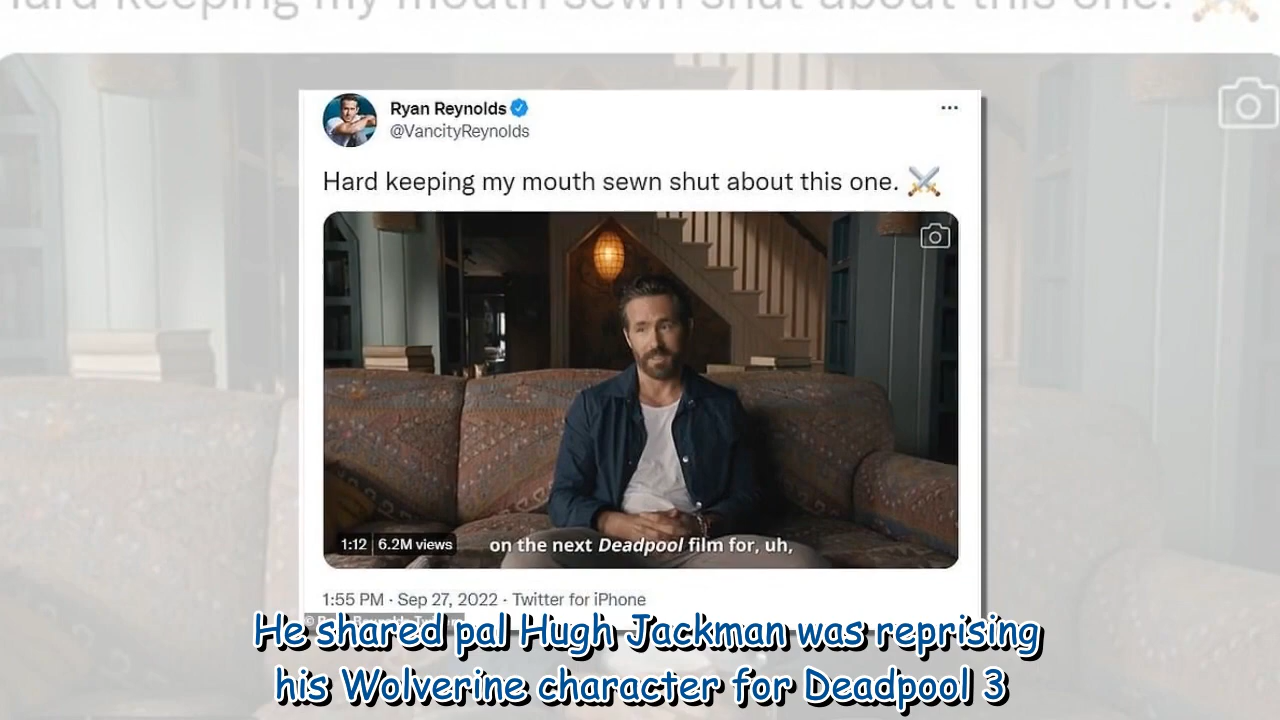 Hard keeping my mouth sewn shut about this one.
Ryan Reynolds
@VancityReynolds
Hard keeping my mouth sewn shut about this one. ⚔️
1:12 6.2M views
on the next Deadpool film for, uh,
1:55 PM · Sep 27, 2022 · Twitter for iPhone
He shared pal Hugh Jackman was reprising
his Wolverine character for Deadpool 3